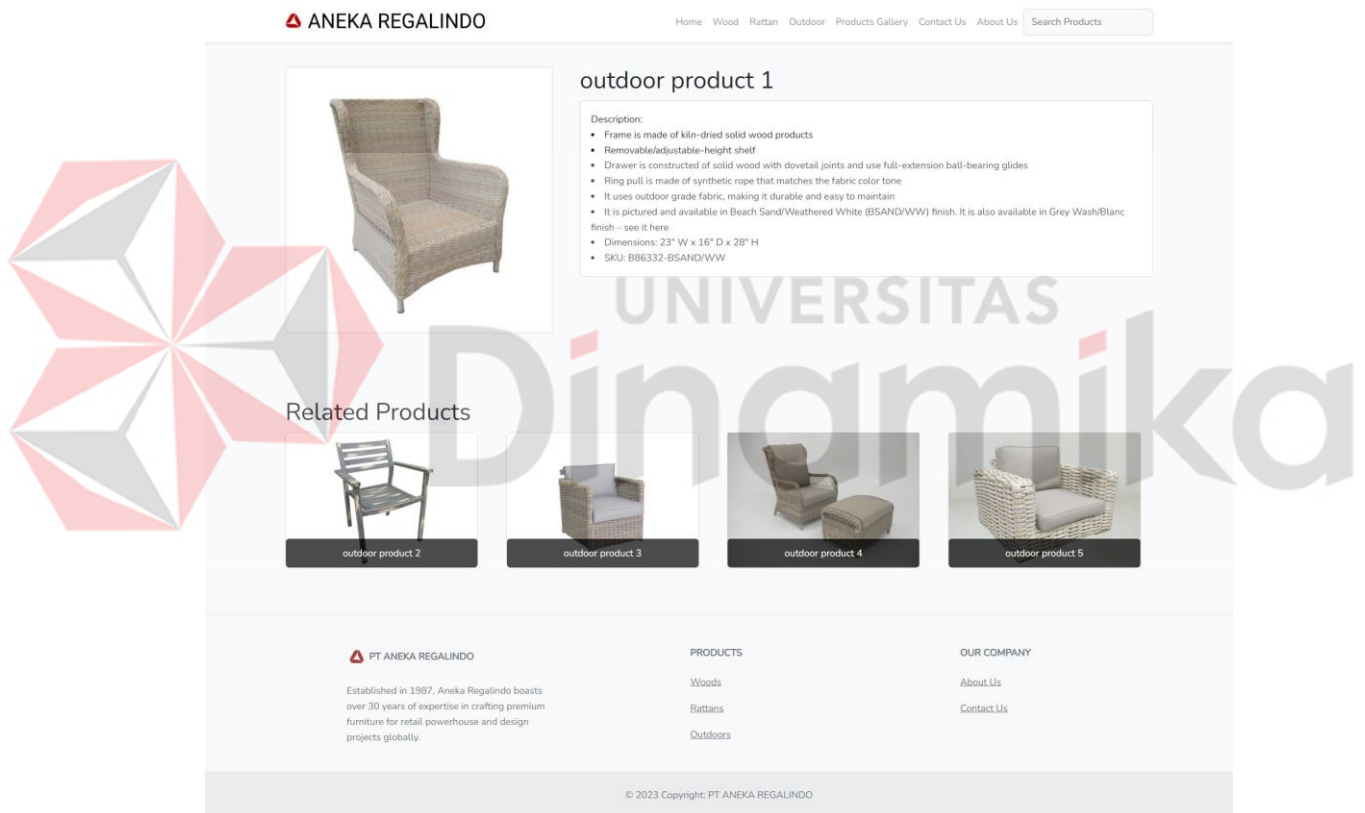 ANEKA REGALINDO
Home Wood Rattan Outdoor Products Gallery Contact Us About Us Search Products
outdoor product 1
Description:
• Frame is made of kiln-dried solid wood products
• Removable/adjustable-height shelf
• Drawer is constructed of solid wood with dovetail joints and use full-extension ball-bearing glides
• Ring pull is made of synthetic rope that matches the fabric color tone
• It uses outdoor grade fabric, making it durable and easy to maintain
• It is pictured and available in Beach Sand/Weathered White (BSAND/WW) finish. It is also available in Grey Wash/Blanc
finish – see it here
• Dimensions: 23" W x 16" D x 28" H
• SKU: B86332-BSAND/WW
UNIVERSITAS
Dinamika
Related Products
outdoor product 2
outdoor product 3
outdoor product 4
outdoor product 5
PT ANEKA REGALINDO
Established in 1987, Aneka Regalindo boasts
over 30 years of expertise in crafting premium
furniture for retail powerhouse and design
projects globally.
PRODUCTS
Woods
Rattans
Outdoors
OUR COMPANY
About Us
Contact Us
© 2023 Copyright: PT ANEKA REGALINDO